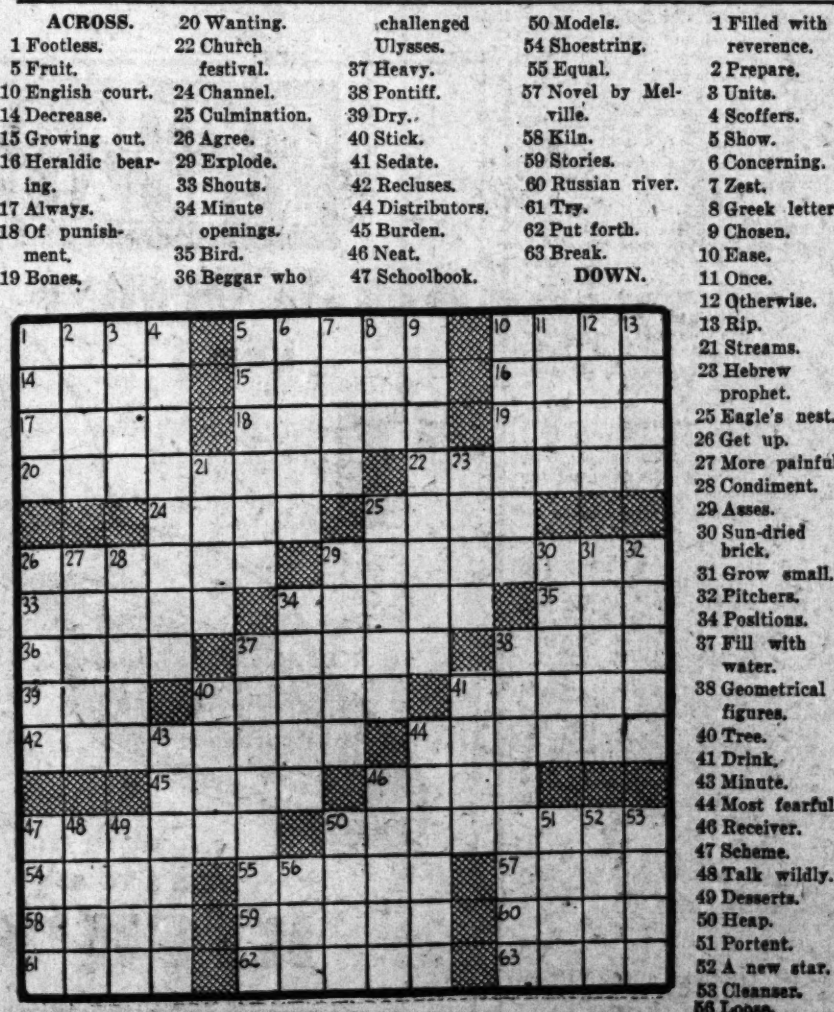 ACROSS.
1 Footless.
5 Fruit.
10 English court.
14 Decrease.
15 Growing out.
16 Heraldic bear-
ing.
17 Always.
18 Of punish-
ment.
19 Bones.
20 Wanting.
22 Church
festival.
24 Channel.
25 Culmination.
26 Agree.
29 Explode.
33 Shouts.
34 Minute
openings.
35 Bird.
36 Beggar who
challenged
Ulysses.
37 Heavy.
38 Pontiff.
39 Dry.
40 Stick.
41 Sedate.
42 Recluses.
44 Distributors.
45 Burden.
46 Neat.
47 Schoolbook.
50 Models.
54 Shoestring.
55 Equal.
57 Novel by Mel-
ville.
58 Kiln.
59 Stories.
60 Russian river.
61 Try.
62 Put forth.
63 Break.
DOWN.
1 Filled with
reverence.
2 Prepare.
3 Units.
4 Scoffers.
5 Show.
6 Concerning.
7 Zest.
8 Greek letter
9 Chosen.
10 Ease.
11 Once.
12 Otherwise.
13 Rip.
21 Streams.
23 Hebrew
prophet.
25 Eagle's nest.
26 Get up.
27 More painful
28 Condiment.
29 Asses.
30 Sun-dried
brick.
31 Grow small.
32 Pitchers.
34 Positions.
37 Fill with
water.
38 Geometrical
figures.
40 Tree.
41 Drink.
43 Minute.
44 Most fearful
46 Receiver.
47 Scheme.
48 Talk wildly.
49 Desserts.
50 Heap.
51 Portent.
52 A new star.
53 Cleanser.
56 Loose.
1 2 3 4 5 6 7 8 9 10 11 12 13
14 15 16
17 18 19
20 21 22 23
24 25
26 27 28 29 30 31 32
33 34 35
36 37 38
39 40 41
42 43 44
45 46
47 48 49 50 51 52 53
54 55 56 57
58 59 60
61 62 63